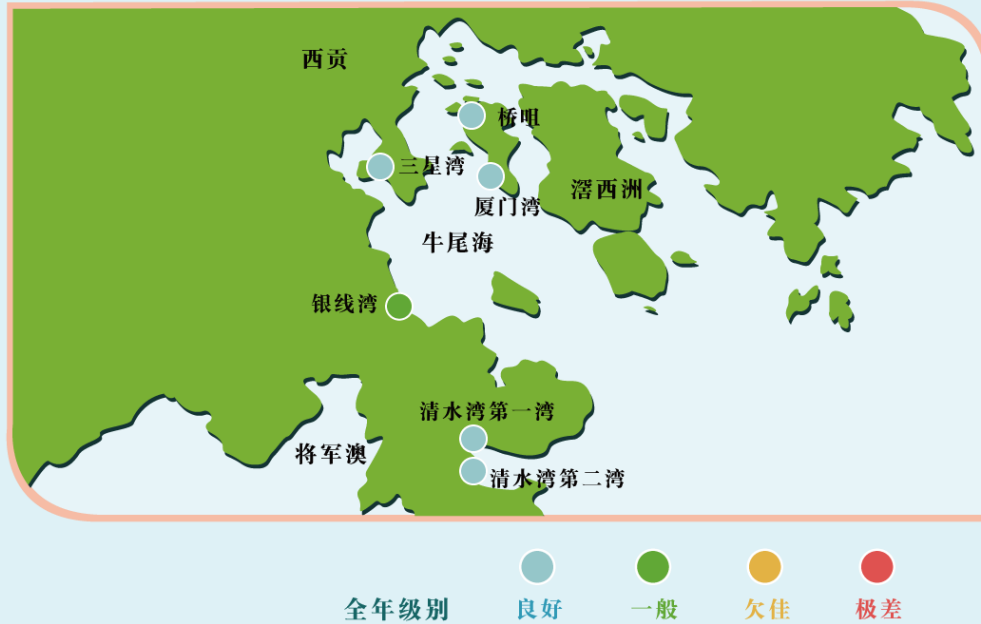 西贡
桥咀
三星湾
滘西洲
厦门湾
牛尾海
银线湾
清水湾第一湾
将军澳
清水湾第二湾
全年级别
良好
一般
欠佳
极差